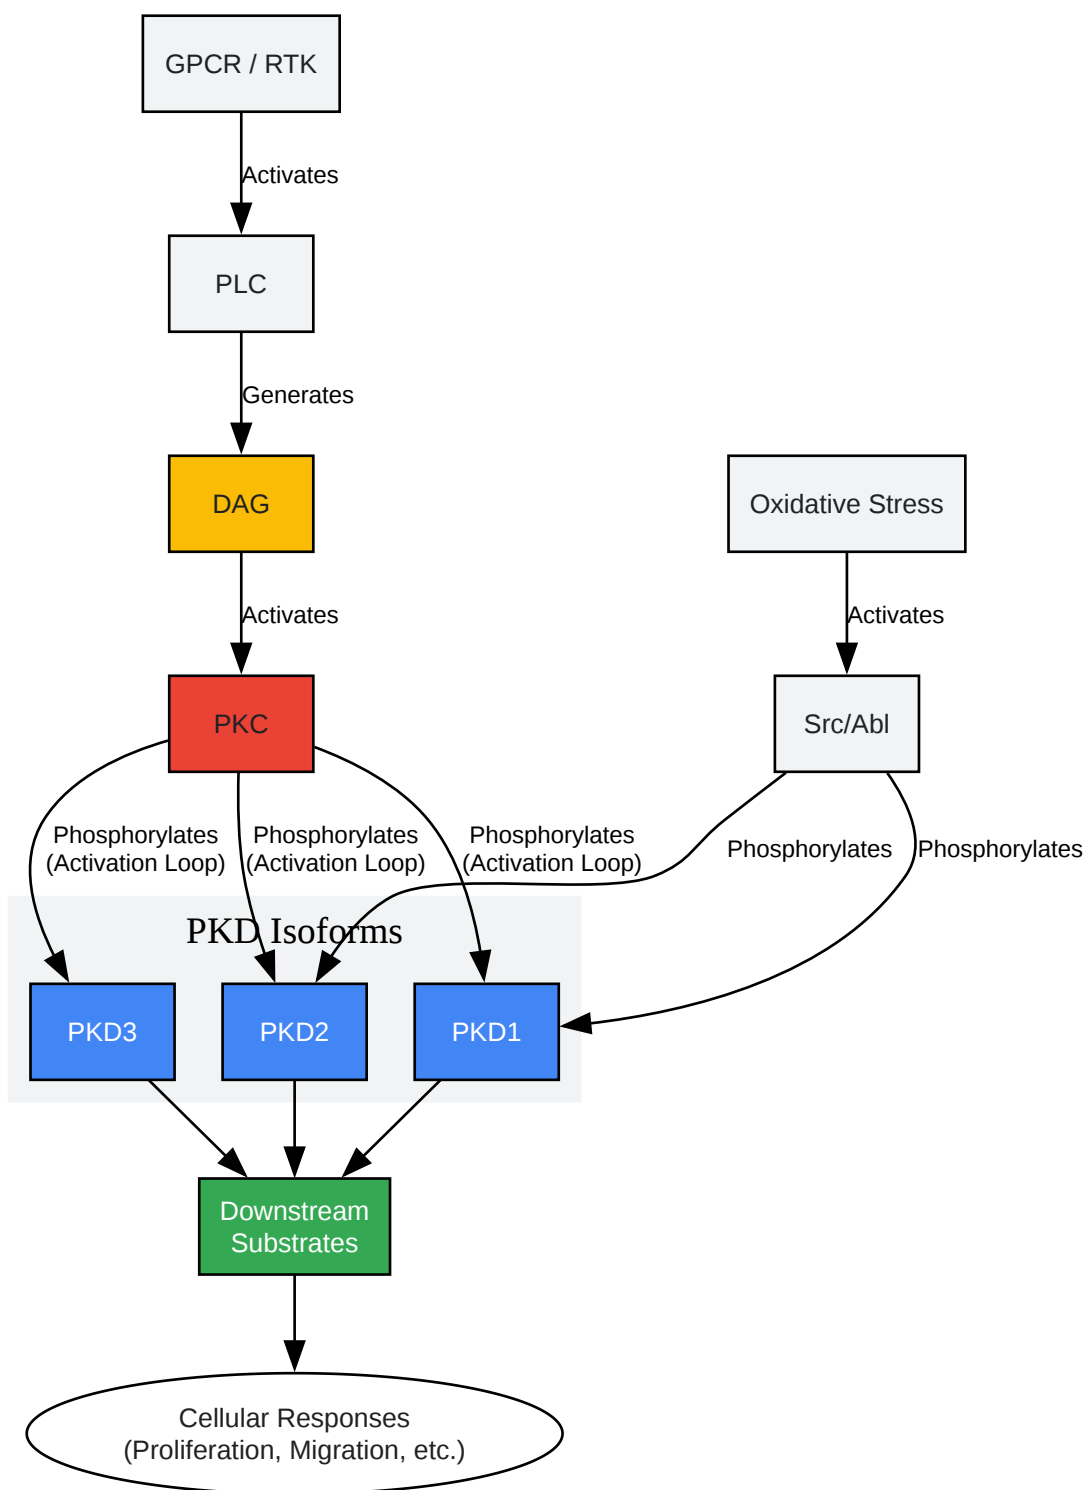 GPCR / RTK
Activates
PLC
Generates
DAG
Oxidative Stress
Activates
Activates
PKC
Src/Abl
Phosphorylates
(Activation Loop)
Phosphorylates
(Activation Loop)
Phosphorylates
(Activation Loop)
Phosphorylates
Phosphorylates
PKD Isoforms
PKD3
PKD2
PKD1
Downstream
Substrates
Cellular Responses
(Proliferation, Migration, etc.)